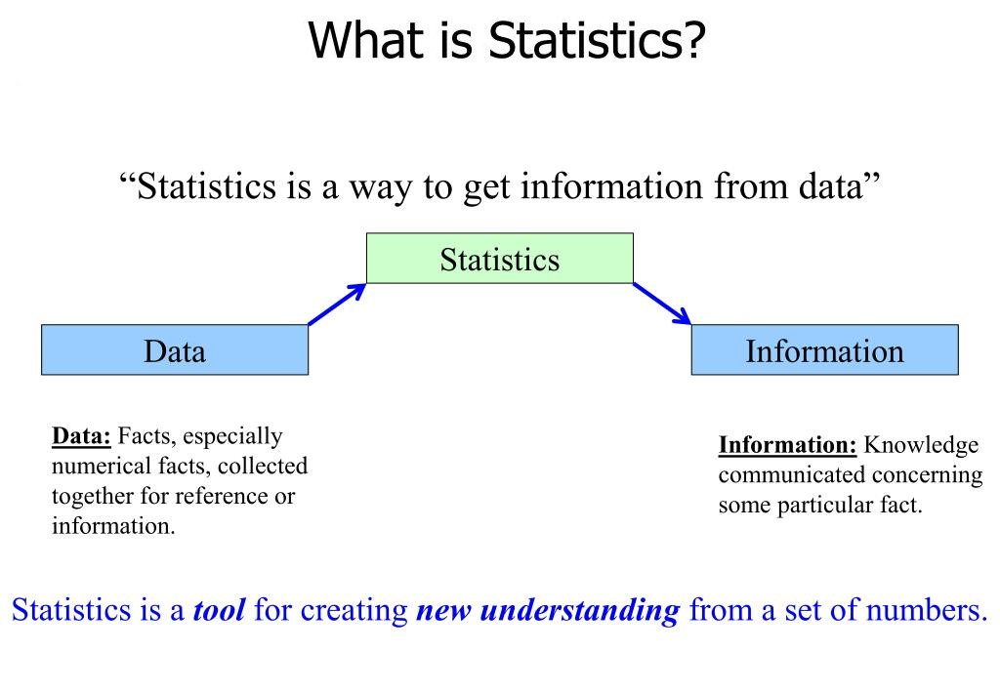 What is Statistics?
“Statistics is a way to get information from data”
Statistics
Data
Information
Data: Facts, especially
numerical facts, collected
together for reference or
information.
Information: Knowledge
communicated concerning
some particular fact.
Statistics is a tool for creating new understanding from a set of numbers.